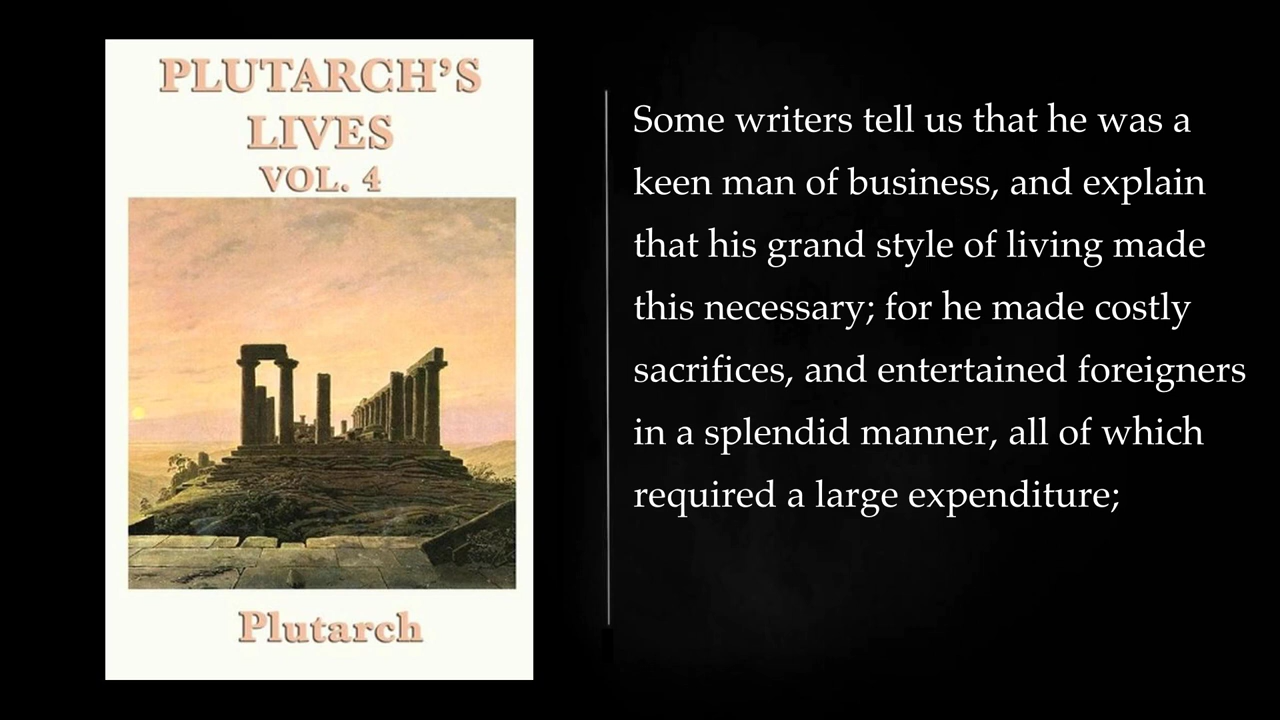 PLUTARCH'S
LIVES
VOL. 4
Plutarch
Some writers tell us that he was a
keen man of business, and explain
that his grand style of living made
this necessary; for he made costly
sacrifices, and entertained foreigners
in a splendid manner, all of which
required a large expenditure;